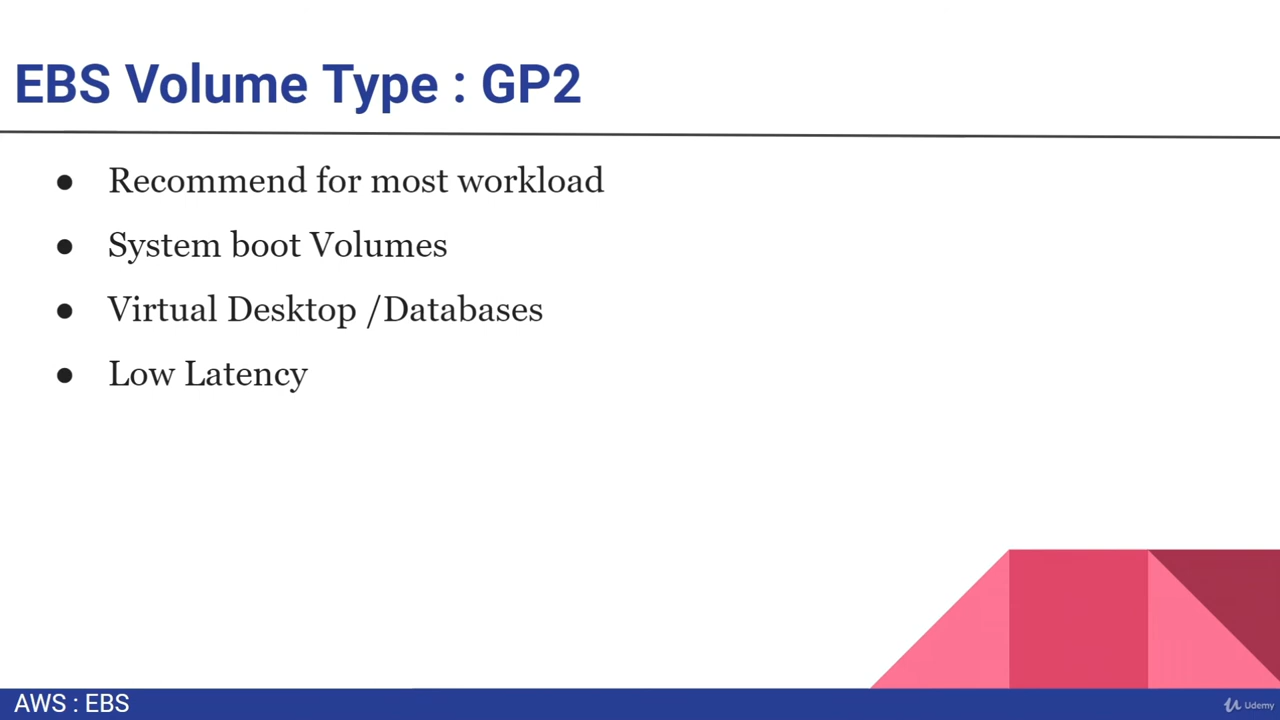 EBS Volume Type : GP2
● Recommend for most workload
● System boot Volumes
● Virtual Desktop /Databases
● Low Latency
AWS : EBS
Udemy